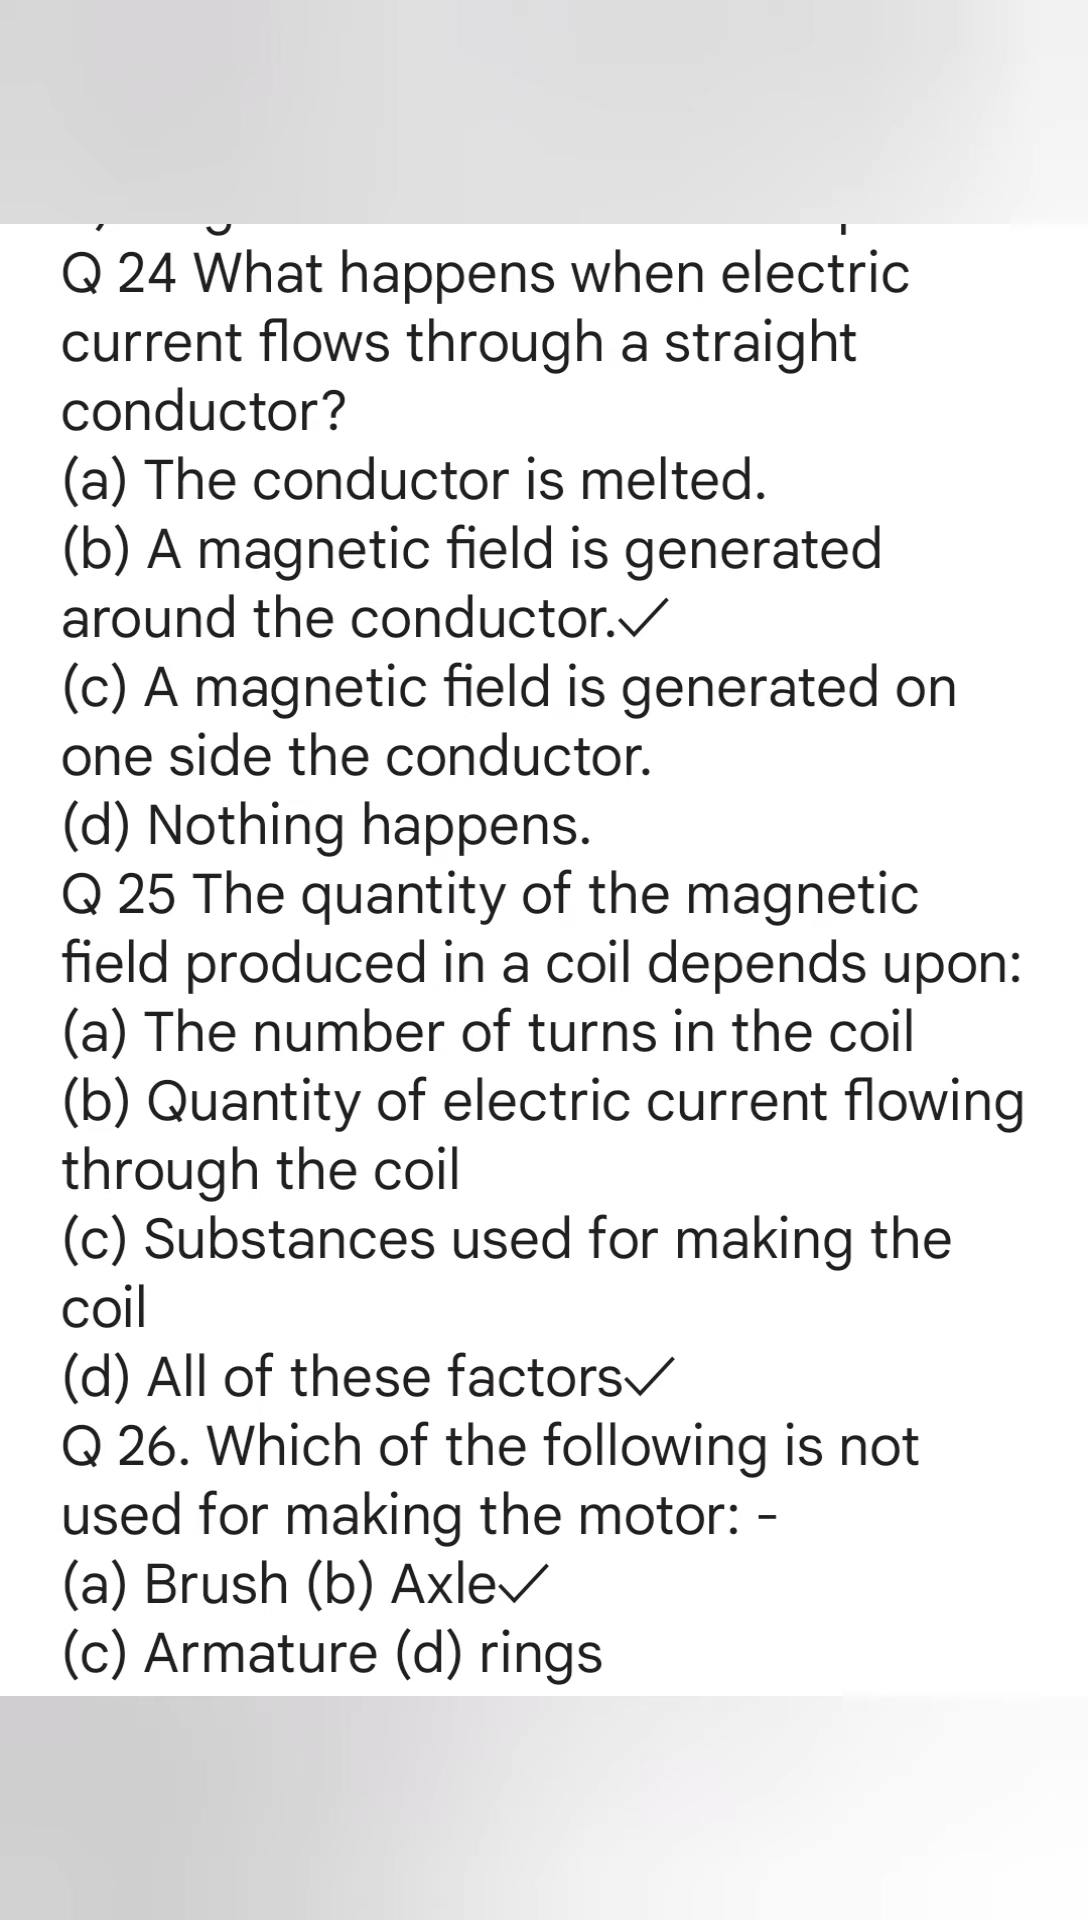 Q 24 What happens when electric
current flows through a straight
conductor?
(a) The conductor is melted.
(b) A magnetic field is generated
around the conductor.✓
(c) A magnetic field is generated on
one side the conductor.
(d) Nothing happens.
Q 25 The quantity of the magnetic
field produced in a coil depends upon:
(a) The number of turns in the coil
(b) Quantity of electric current flowing
through the coil
(c) Substances used for making the
coil
(d) All of these factors✓
Q 26. Which of the following is not
used for making the motor: -
(a) Brush (b) Axle✓
(c) Armature (d) rings